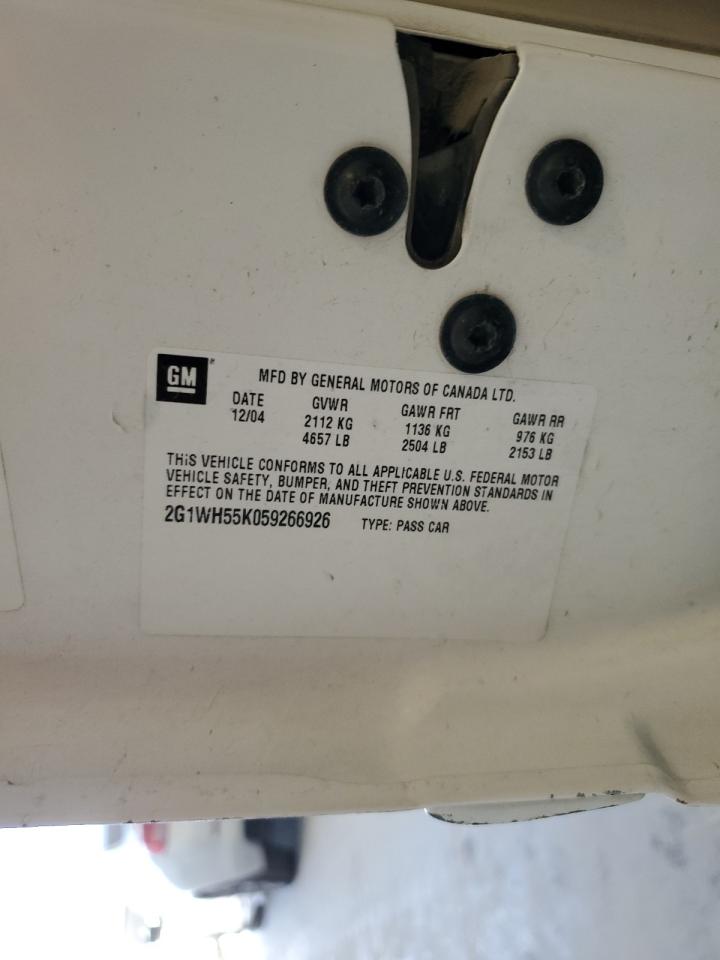 GM
MFD BY GENERAL MOTORS OF CANADA LTD.
DATE GVWR GAWR FRT GAWR RR
12/04 2112 KG 1136 KG 976 KG
4657 LB 2504 LB 2153 LB
THIS VEHICLE CONFORMS TO ALL APPLICABLE U.S. FEDERAL MOTOR
VEHICLE SAFETY, BUMPER, AND THEFT PREVENTION STANDARDS IN
EFFECT ON THE DATE OF MANUFACTURE SHOWN ABOVE.
2G1WH55K059266926 TYPE: PASS CAR